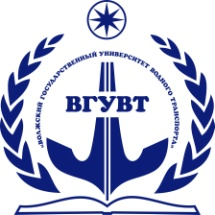 "ВОЛЖСКИЙ ГОСУДАРСТВЕННЫЙ УНИВЕРСИТЕТ ВОДНОГО ТРАНСПОРТА"
ВГУВТ